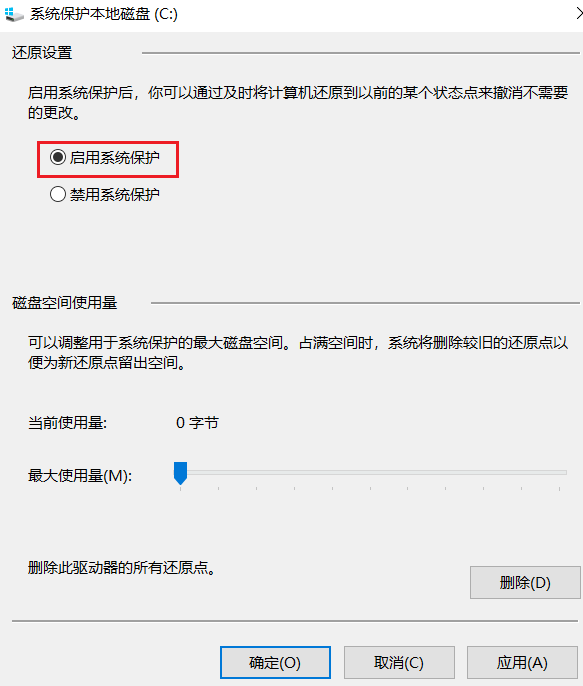 系统保护本地磁盘 (C:)
还原设置
启用系统保护后，你可以通过及时将计算机还原到以前的某个状态点来撤消不需要
的更改。
启用系统保护
禁用系统保护
磁盘空间使用量
可以调整用于系统保护的最大磁盘空间。占满空间时，系统将删除较旧的还原点以
便为新还原点留出空间。
当前使用量: 0 字节
最大使用量(M):
删除此驱动器的所有还原点。
删除(D)
确定(O) 取消(C) 应用(A)